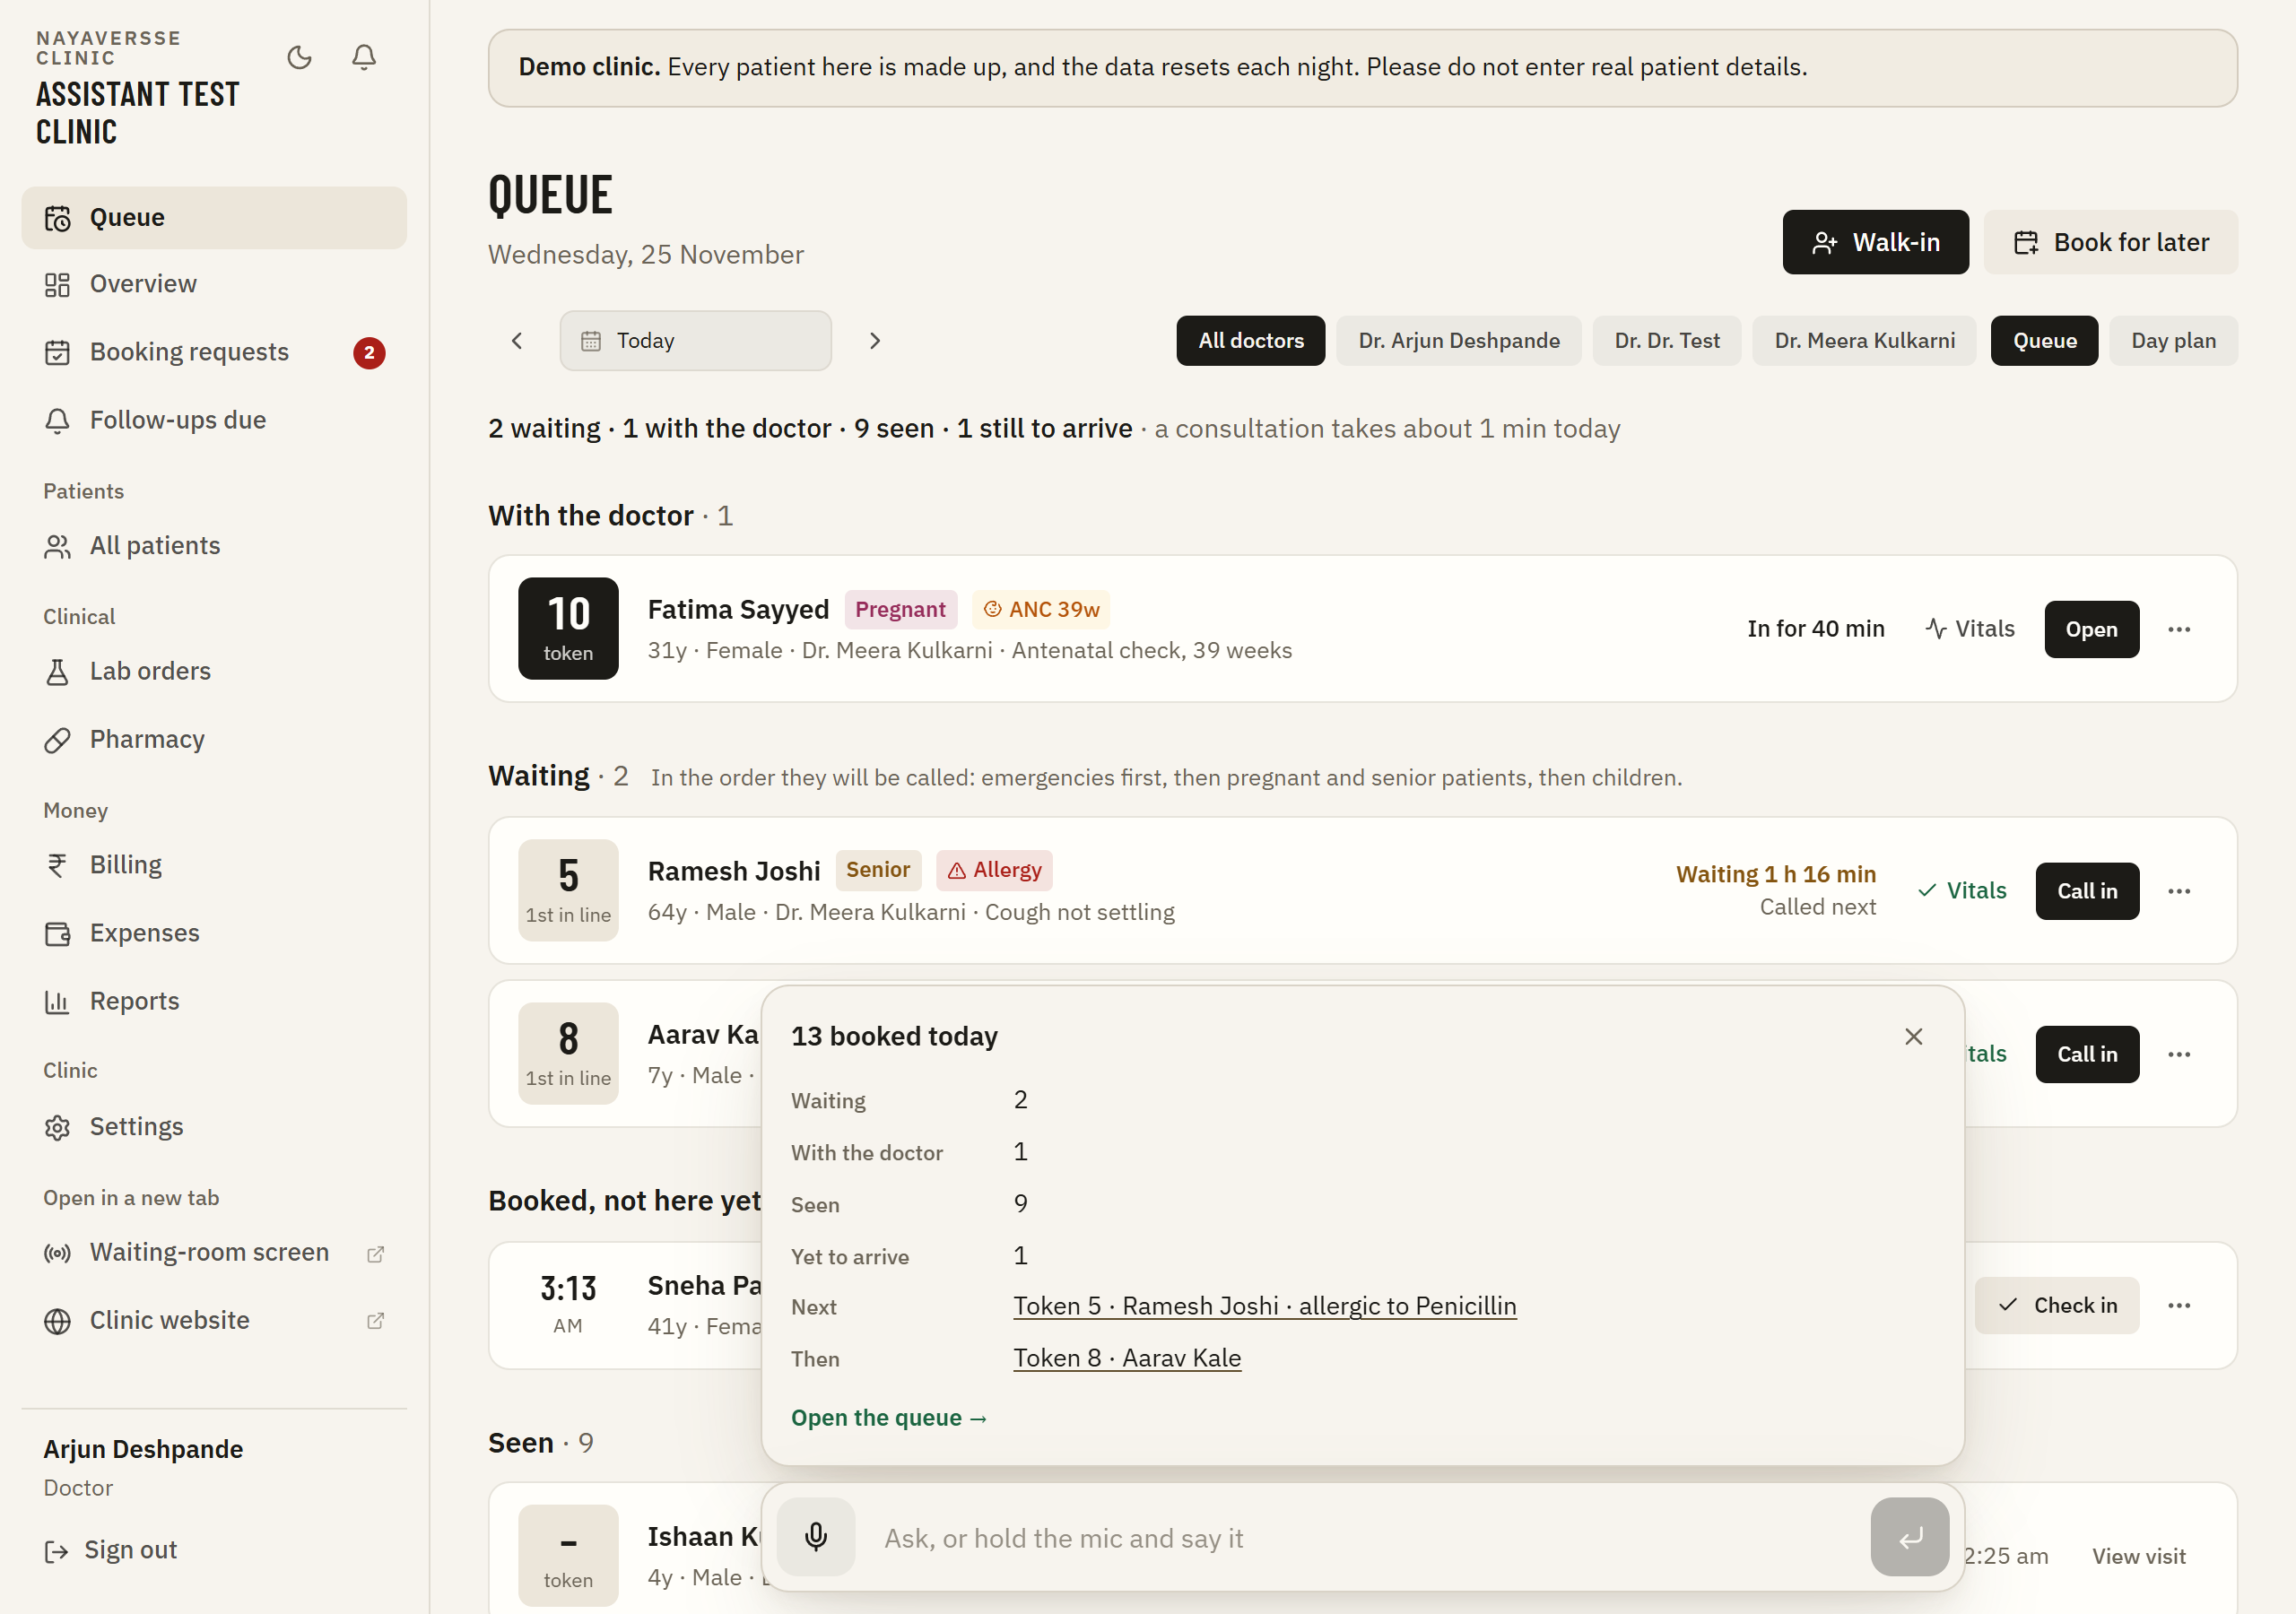 NAYAVERSSE
CLINIC
ASSISTANT TEST
CLINIC
Queue
Overview
Booking requests 2
Follow-ups due
Patients
All patients
Clinical
Lab orders
Pharmacy
Money
Billing
Expenses
Reports
Clinic
Settings
Open in a new tab
Waiting-room screen
Clinic website
Arjun Deshpande
Doctor
Sign out
Demo clinic. Every patient here is made up, and the data resets each night. Please do not enter real patient details.
QUEUE
Wednesday, 25 November
Walk-in
Book for later
Today
All doctors
Dr. Arjun Deshpande
Dr. Dr. Test
Dr. Meera Kulkarni
Queue
Day plan
2 waiting · 1 with the doctor · 9 seen · 1 still to arrive · a consultation takes about 1 min today
With the doctor · 1
10
token
Fatima Sayyed Pregnant ANC 39w
31y · Female · Dr. Meera Kulkarni · Antenatal check, 39 weeks
In for 40 min
Vitals
Open
Waiting · 2 In the order they will be called: emergencies first, then pregnant and senior patients, then children.
5
1st in line
Ramesh Joshi Senior Allergy
64y · Male · Dr. Meera Kulkarni · Cough not settling
Waiting 1 h 16 min
Called next
Vitals
Call in
8
1st in line
Aarav
7y · Male ·
Call in
Booked, not here yet
3:13
AM
Sneha
41y ·
Check in
Seen · 9
–
token
Ishaan
4y · Male ·
2:25 am
View visit
13 booked today
Waiting 2
With the doctor 1
Seen 9
Yet to arrive 1
Next Token 5 · Ramesh Joshi · allergic to Penicillin
Then Token 8 · Aarav Kale
Open the queue →
Ask, or hold the mic and say it